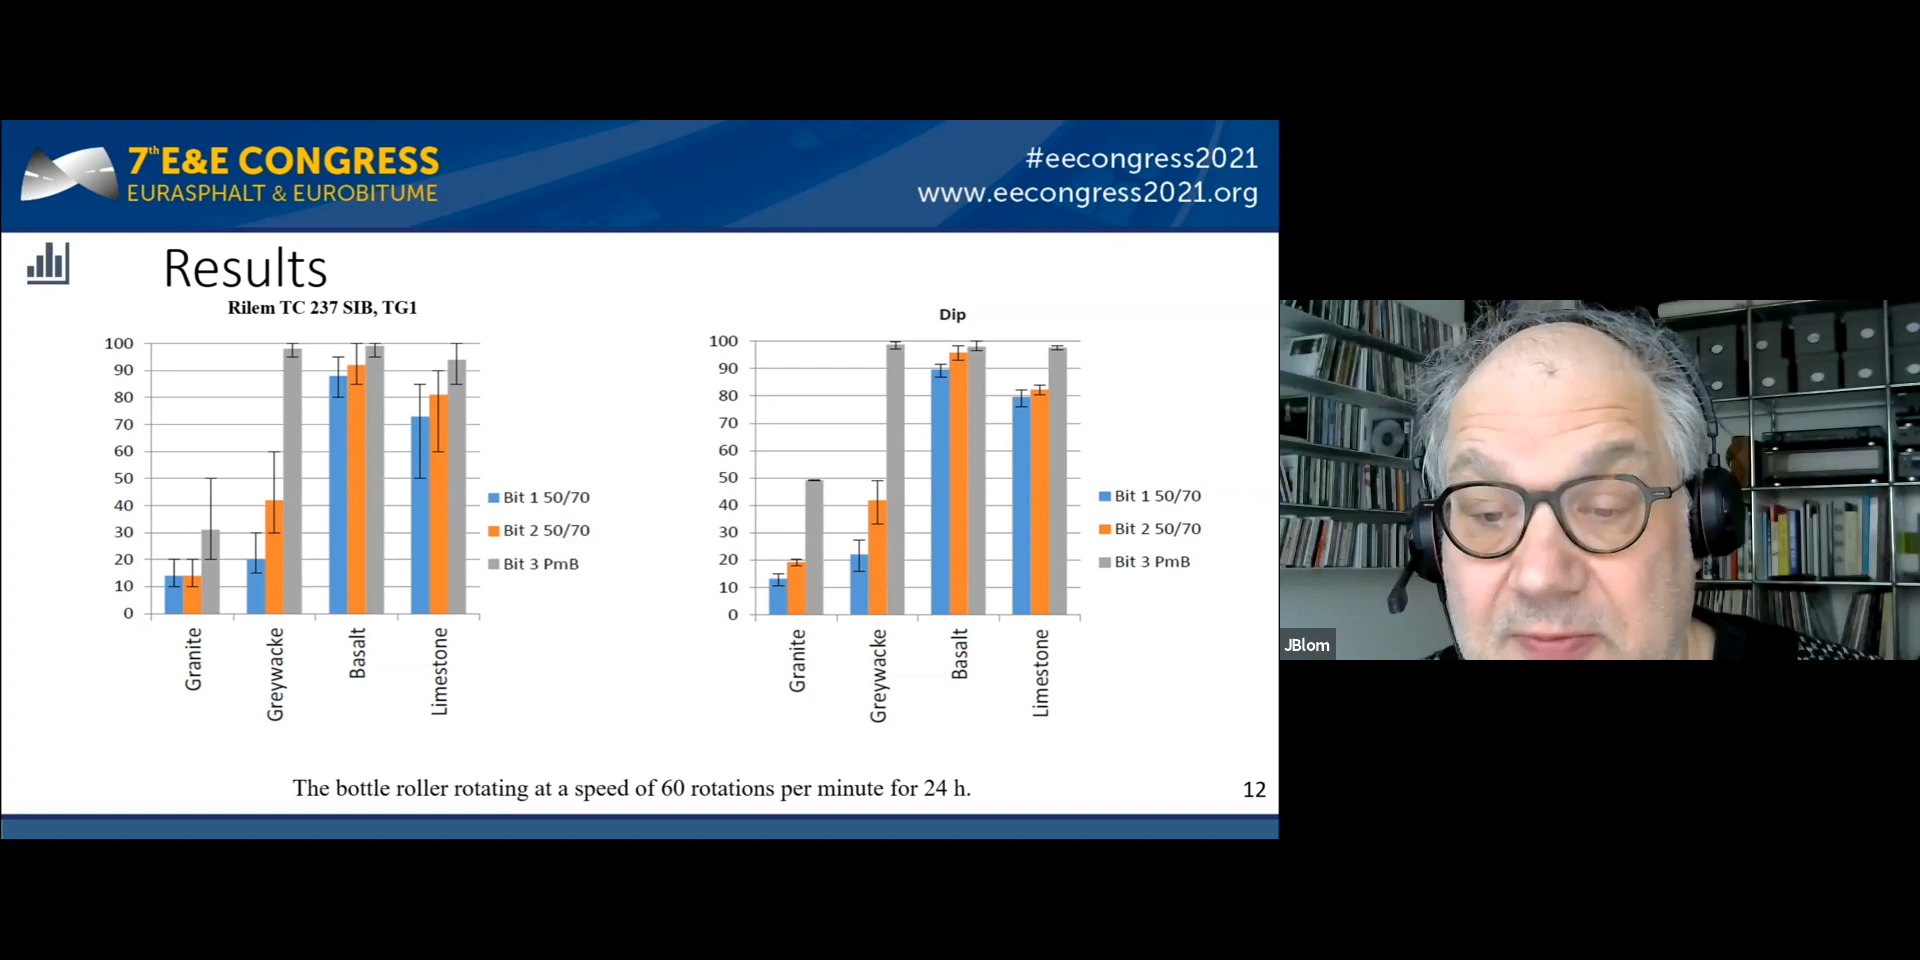 7th E&E CONGRESS
EURASPHALT & EUROBITUME
#eecongress2021
www.eecongress2021.org
Results
Rilem TC 237 SIB, TG1
100
90
80
70
60
50
40
30
20
10
0
Granite
Greywacke
Basalt
Limestone
Bit 1 50/70
Bit 2 50/70
Bit 3 PmB
Dip
100
90
80
70
60
50
40
30
20
10
0
Granite
Greywacke
Basalt
Limestone
Bit 1 50/70
Bit 2 50/70
Bit 3 PmB
The bottle roller rotating at a speed of 60 rotations per minute for 24 h.
12
JBlom